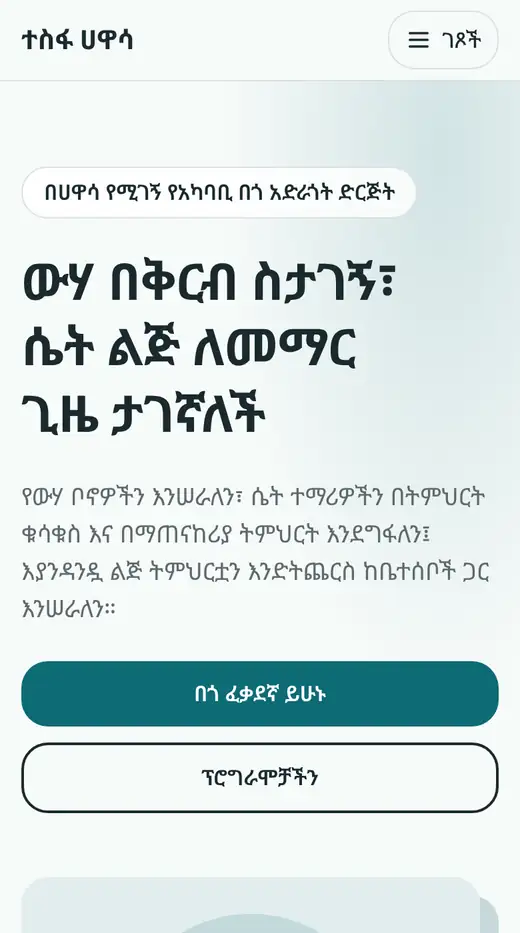 ተስፋ ሀዋሳ
ገጾች
በሀዋሳ የሚገኝ የአካባቢ በጎ አድራጎት ድርጅት
ውሃ በቅርብ ስታገኝ፣
ሴት ልጅ ለመማር
ጊዜ ታገኛለች
የውሃ ቦኖዎችን እንሠራለን፣ ሴት ተማሪዎችን በትምህርት
ቁሳቁስ እና በማጠናከሪያ ትምህርት እንደግፋለን፤
እያንዳንዷ ልጅ ትምህርቷን እንድትጨርስ ከቤተሰቦች ጋር
እንሠራለን።
በጎ ፈቃደኛ ይሁኑ
ፕሮግራሞቻችን